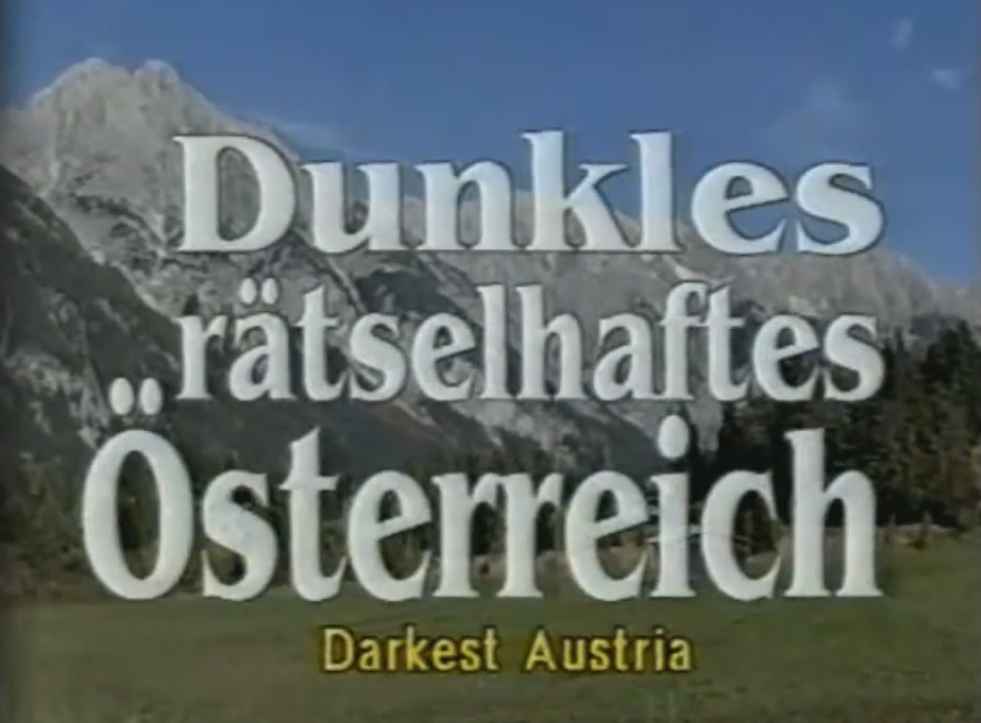 Dunkles
rätselhaftes
Österreich
Darkest Austria